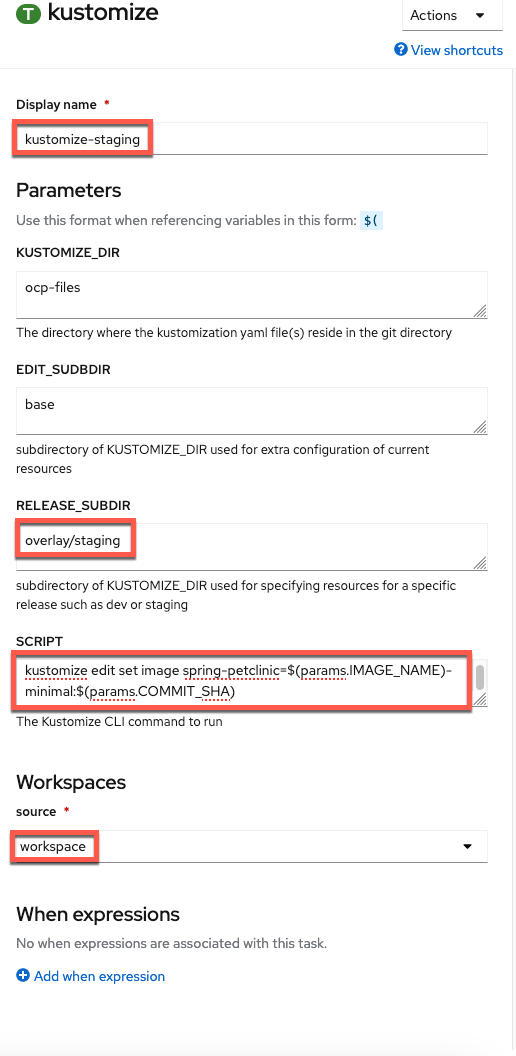 T kustomize
Actions
View shortcuts
Display name *
kustomize-staging
Parameters
Use this format when referencing variables in this form: $(
KUSTOMIZE_DIR
ocp-files
The directory where the kustomization yaml file(s) reside in the git directory
EDIT_SUDBDIR
base
subdirectory of KUSTOMIZE_DIR used for extra configuration of current
resources
RELEASE_SUBDIR
overlay/staging
subdirectory of KUSTOMIZE_DIR used for specifying resources for a specific
release such as dev or staging
SCRIPT
kustomize edit set image spring-petclinic=$(params.IMAGE_NAME)-
minimal:$(params.COMMIT_SHA)
The Kustomize CLI command to run
Workspaces
source *
workspace
When expressions
No when expressions are associated with this task.
Add when expression